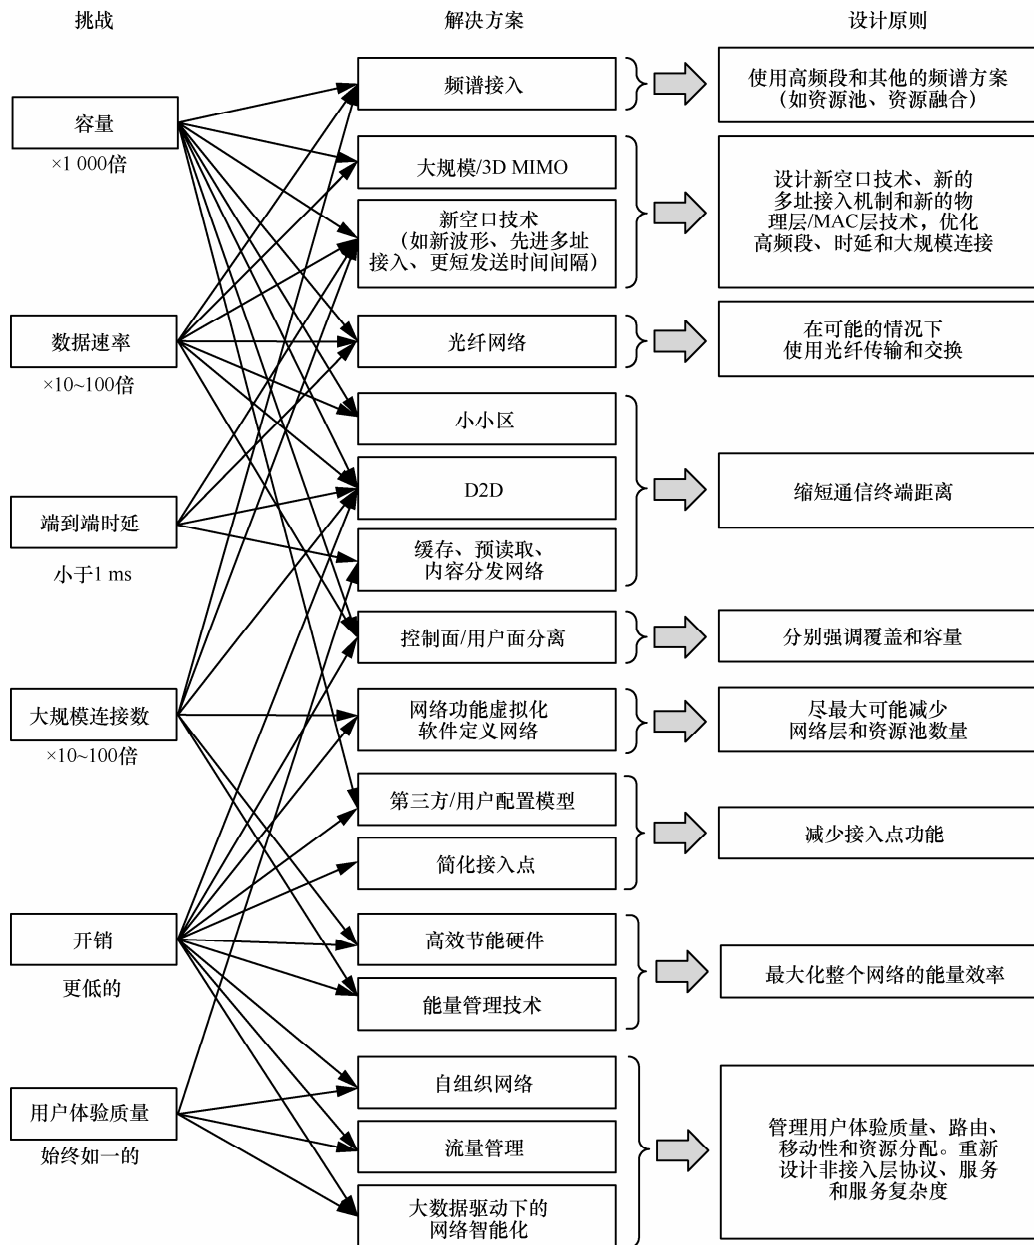 挑战
解决方案
设计原则
容量
×1 000倍
数据速率
×10~100倍
端到端时延
小于1 ms
大规模连接数
×10~100倍
开销
更低的
用户体验质量
始终如一的
频谱接入
大规模/3D MIMO
新空口技术
（如新波形、先进多址
接入、更短发送时间间隔）
光纤网络
小小区
D2D
缓存、预读取、
内容分发网络
控制面/用户面分离
网络功能虚拟化
软件定义网络
第三方/用户配置模型
简化接入点
高效节能硬件
能量管理技术
自组织网络
流量管理
大数据驱动下的
网络智能化
使用高频段和其他的频谱方案
（如资源池、资源融合）
设计新空口技术、新的
多址接入机制和新的物
理层/MAC层技术，优化
高频段、时延和大规模连接
在可能的情况下
使用光纤传输和交换
缩短通信终端距离
分别强调覆盖和容量
尽最大可能减少
网络层和资源池数量
减少接入点功能
最大化整个网络的能量效率
管理用户体验质量、路由、
移动性和资源分配。重新
设计非接入层协议、服务
和服务复杂度